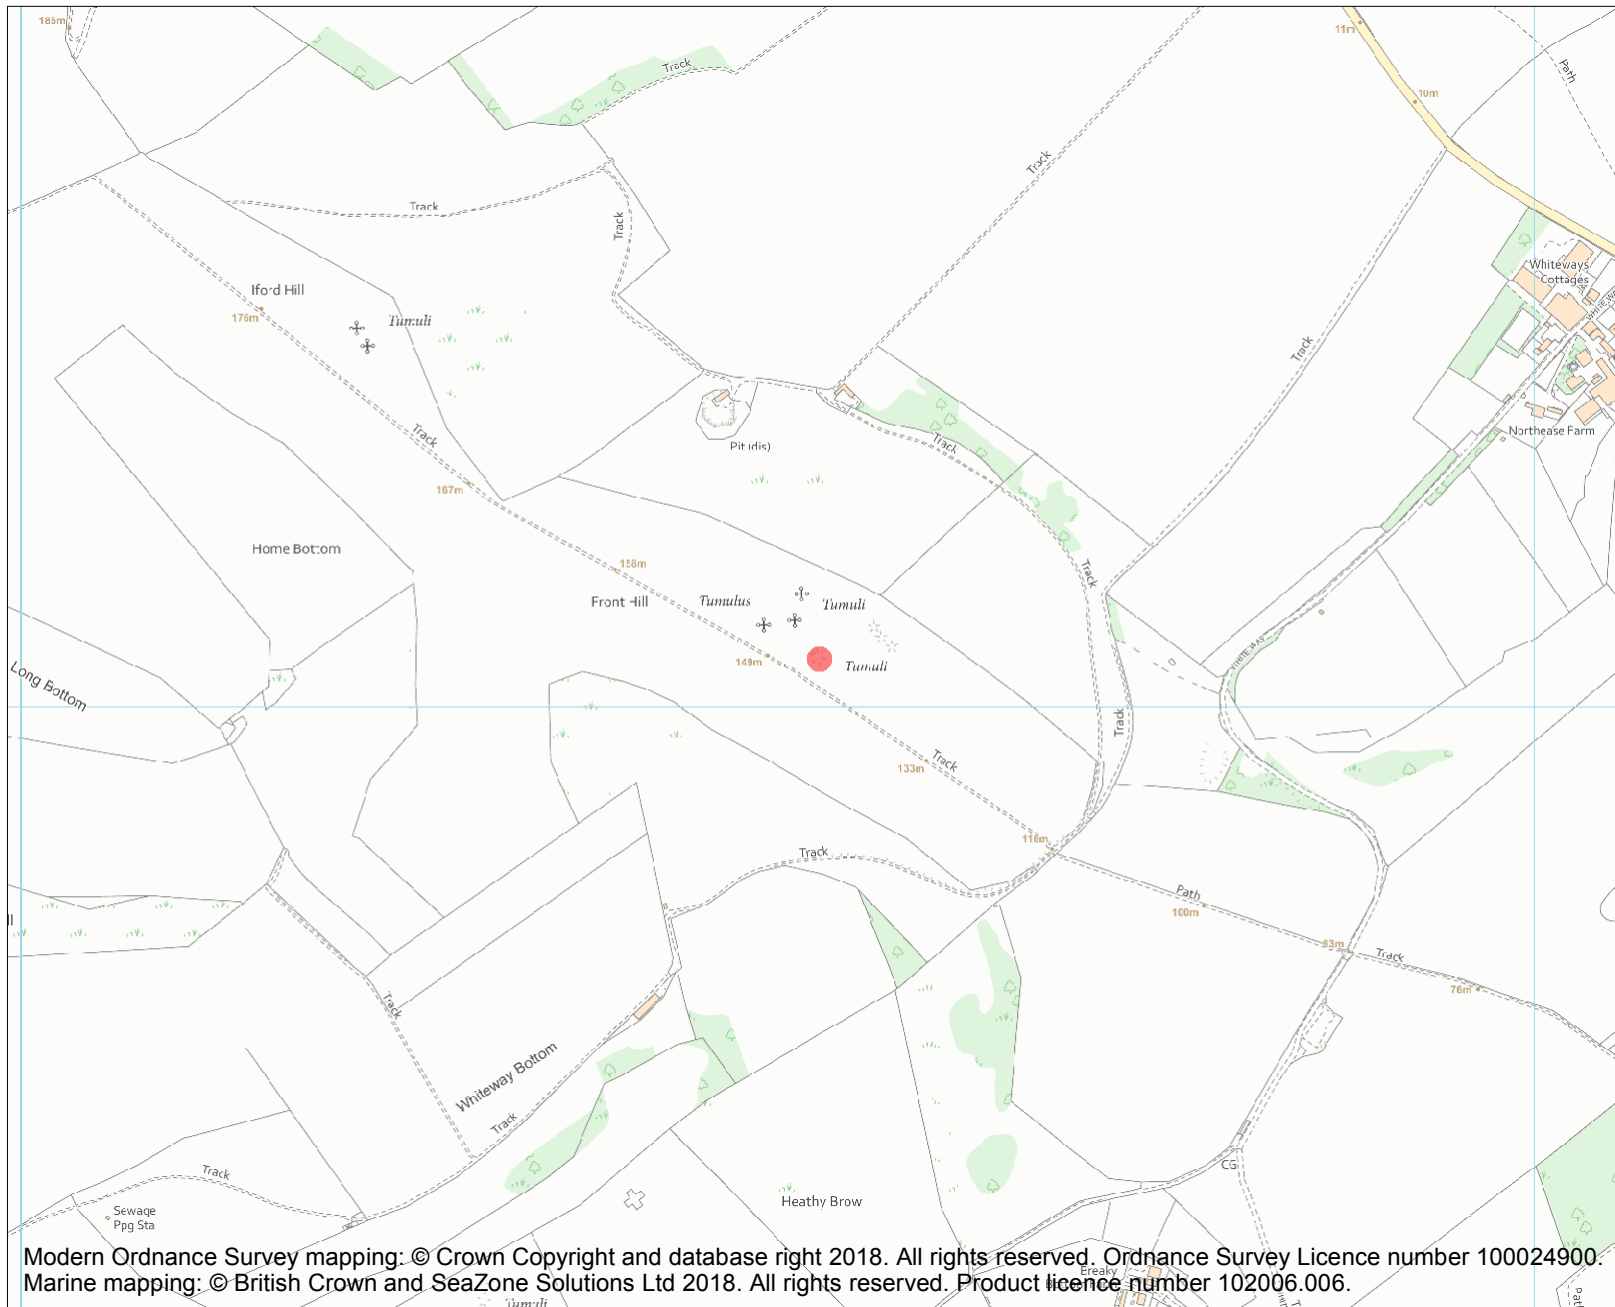 185m
11m
Track
Path
10m
Track
Track
Track
Whiteways
Cottages
Iford Hill
176m
Tumuli
Track
Track
Track
Northease Farm
Pit (dis)
167m
Home Bottom
158m
Track
Front Hill
Tumulus
Tumuli
149m
Tumuli
Long Bottom
Track
Track
133m
116m
Track
Path
100m
83m
Track
76m
Track
Whiteway Bottom
Track
Track
CG
Sewage
Ppg Sta
Heathy Brow
Modern Ordnance Survey mapping: © Crown Copyright and database right 2018. All rights reserved. Ordnance Survey Licence number 100024900.
Marine mapping: © British Crown and SeaZone Solutions Ltd 2018. All rights reserved. Product licence number 102006.006.
Tumuli